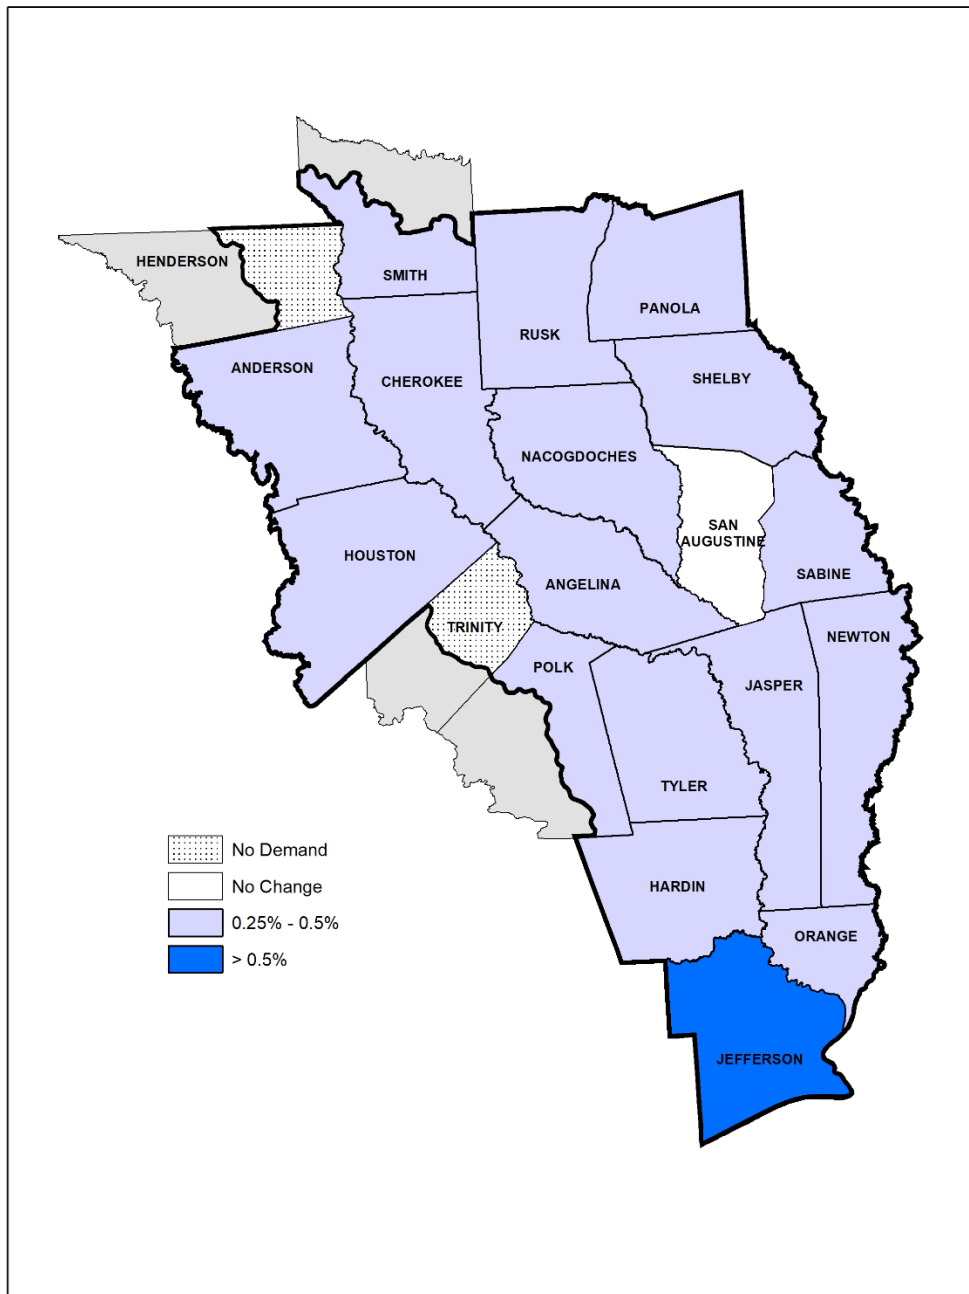 HENDERSON
SMITH
PANOLA
RUSK
ANDERSON
CHEROKEE
SHELBY
NACOGDOCHES
SAN
AUGUSTINE
HOUSTON
ANGELINA
SABINE
TRINITY
NEWTON
POLK
JASPER
TYLER
No Demand
No Change
HARDIN
0.25% - 0.5%
ORANGE
> 0.5%
JEFFERSON